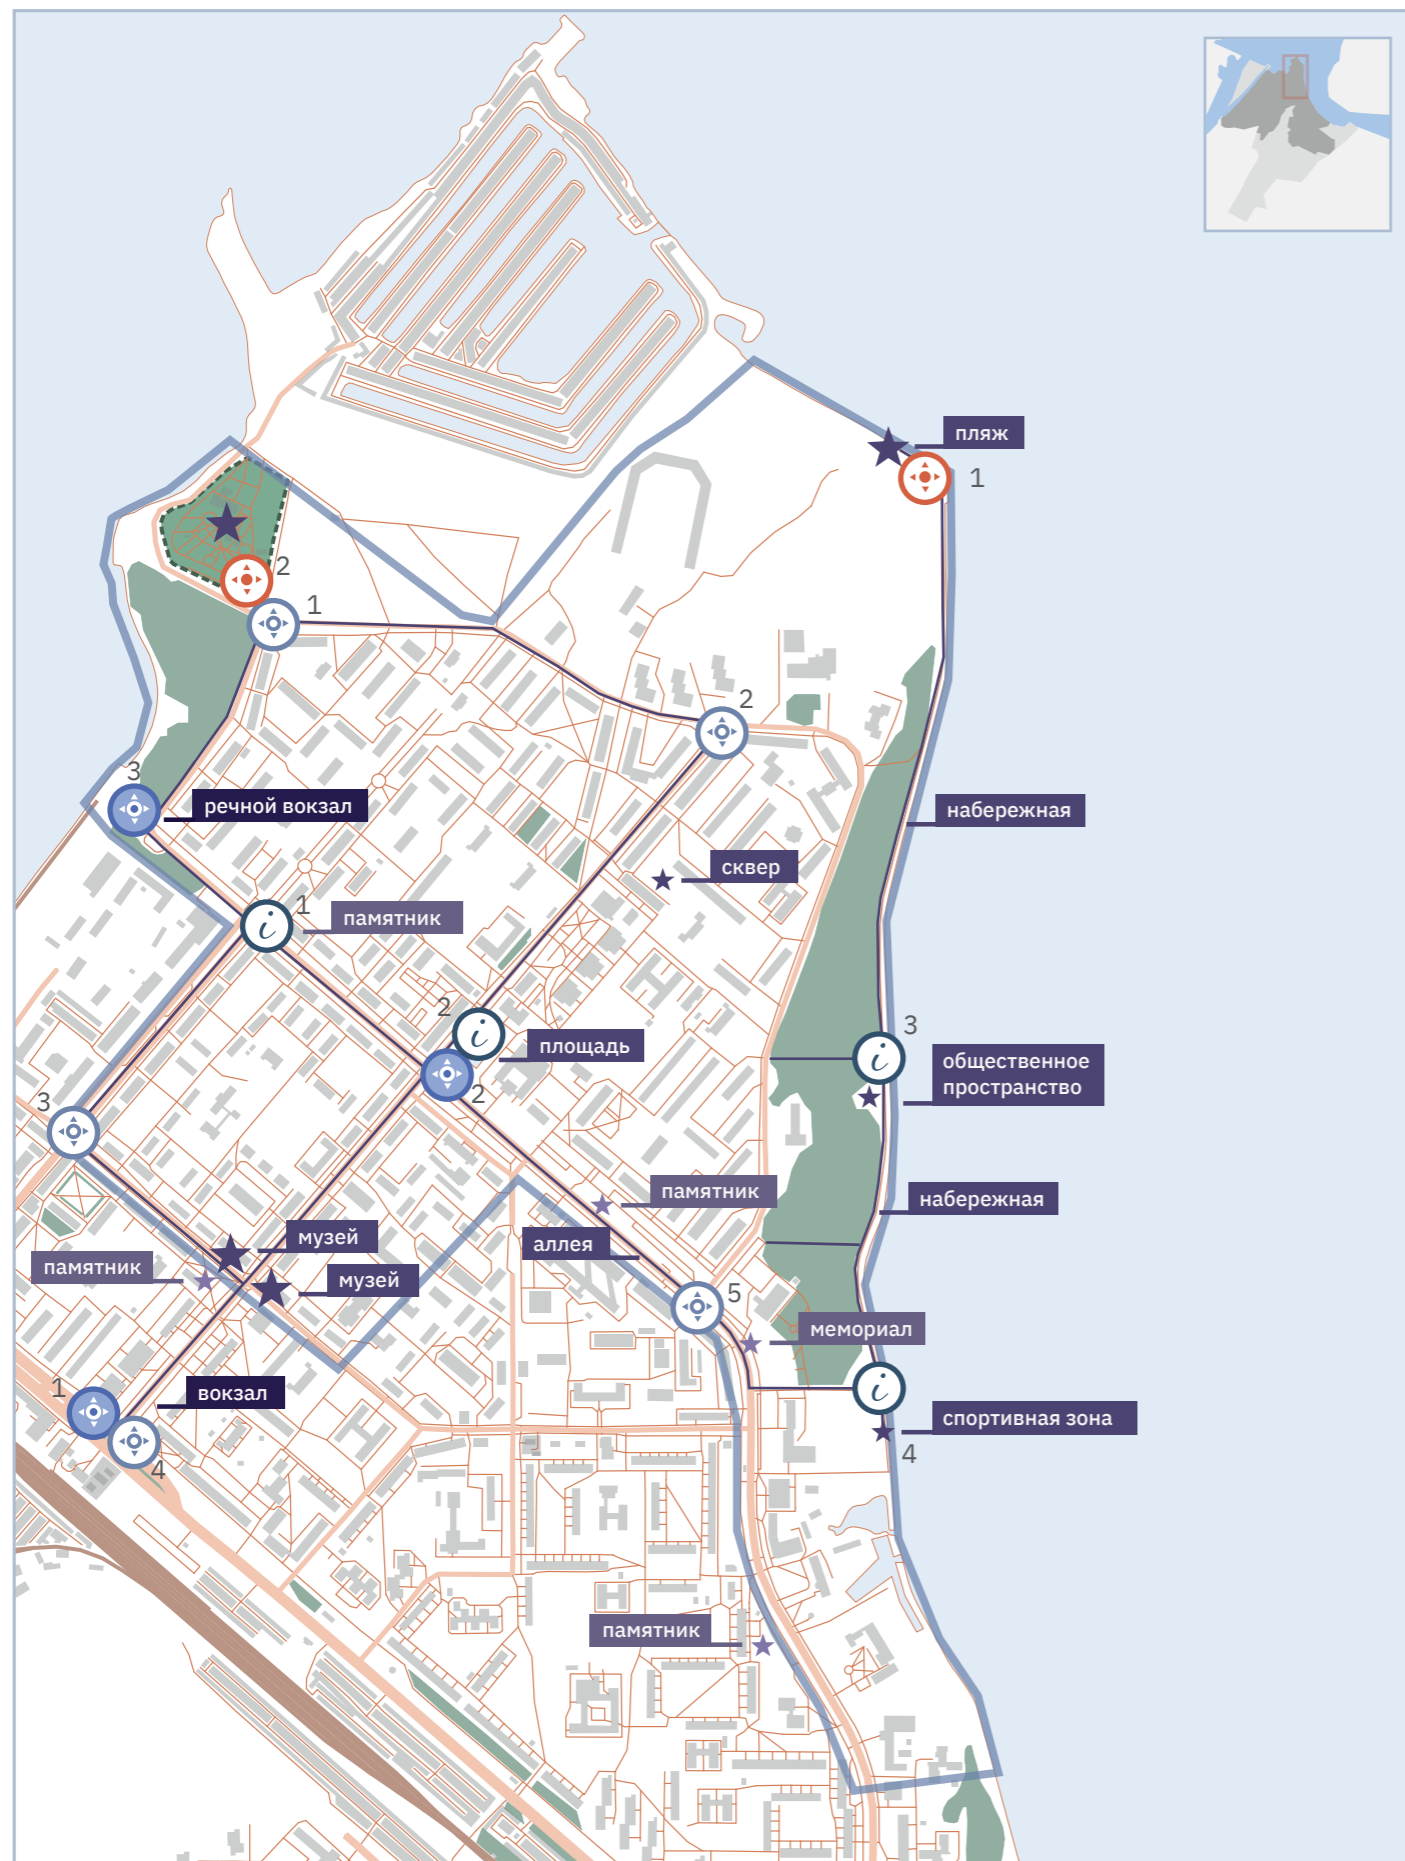 пляж
1
2
1
2
3
речной вокзал
набережная
сквер
1
памятник
2
площадь
3
общественное
пространство
2
3
памятник
набережная
музей
аллея
памятник
музей
5
мемориал
1
вокзал
спортивная зона
4
4
памятник